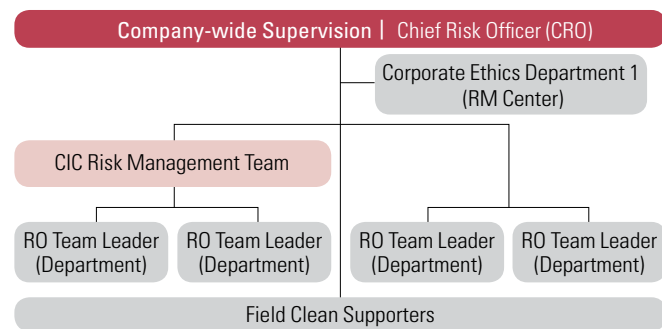 Company-wide Supervision | Chief Risk Officer (CRO)
Corporate Ethics Department 1
(RM Center)
CIC Risk Management Team
RO Team Leader
(Department)
RO Team Leader
(Department)
RO Team Leader
(Department)
RO Team Leader
(Department)
Field Clean Supporters